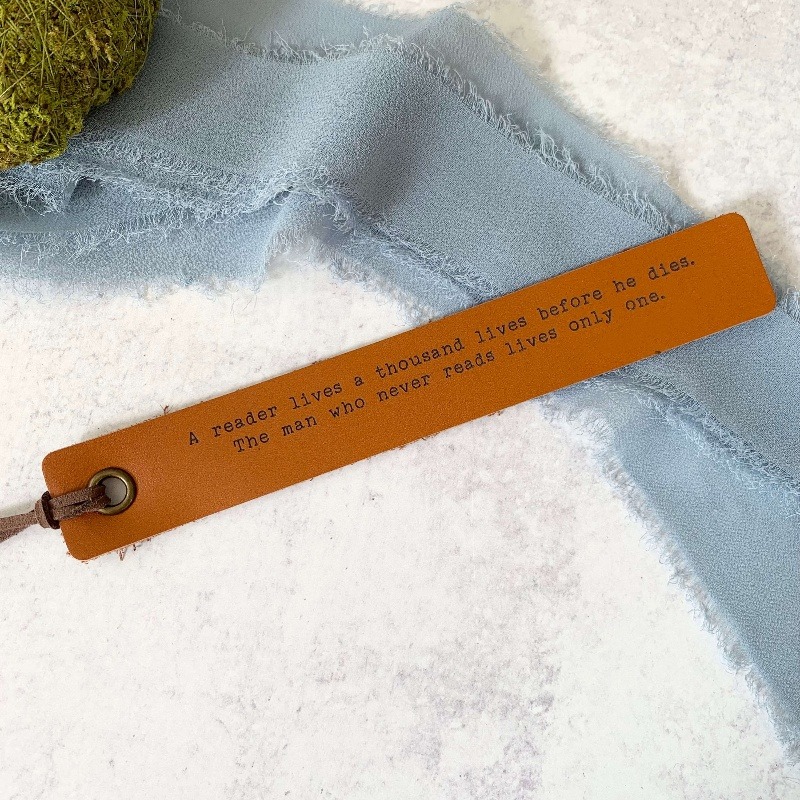 A reader lives a thousand lives before he dies.
The man who never reads lives only one.